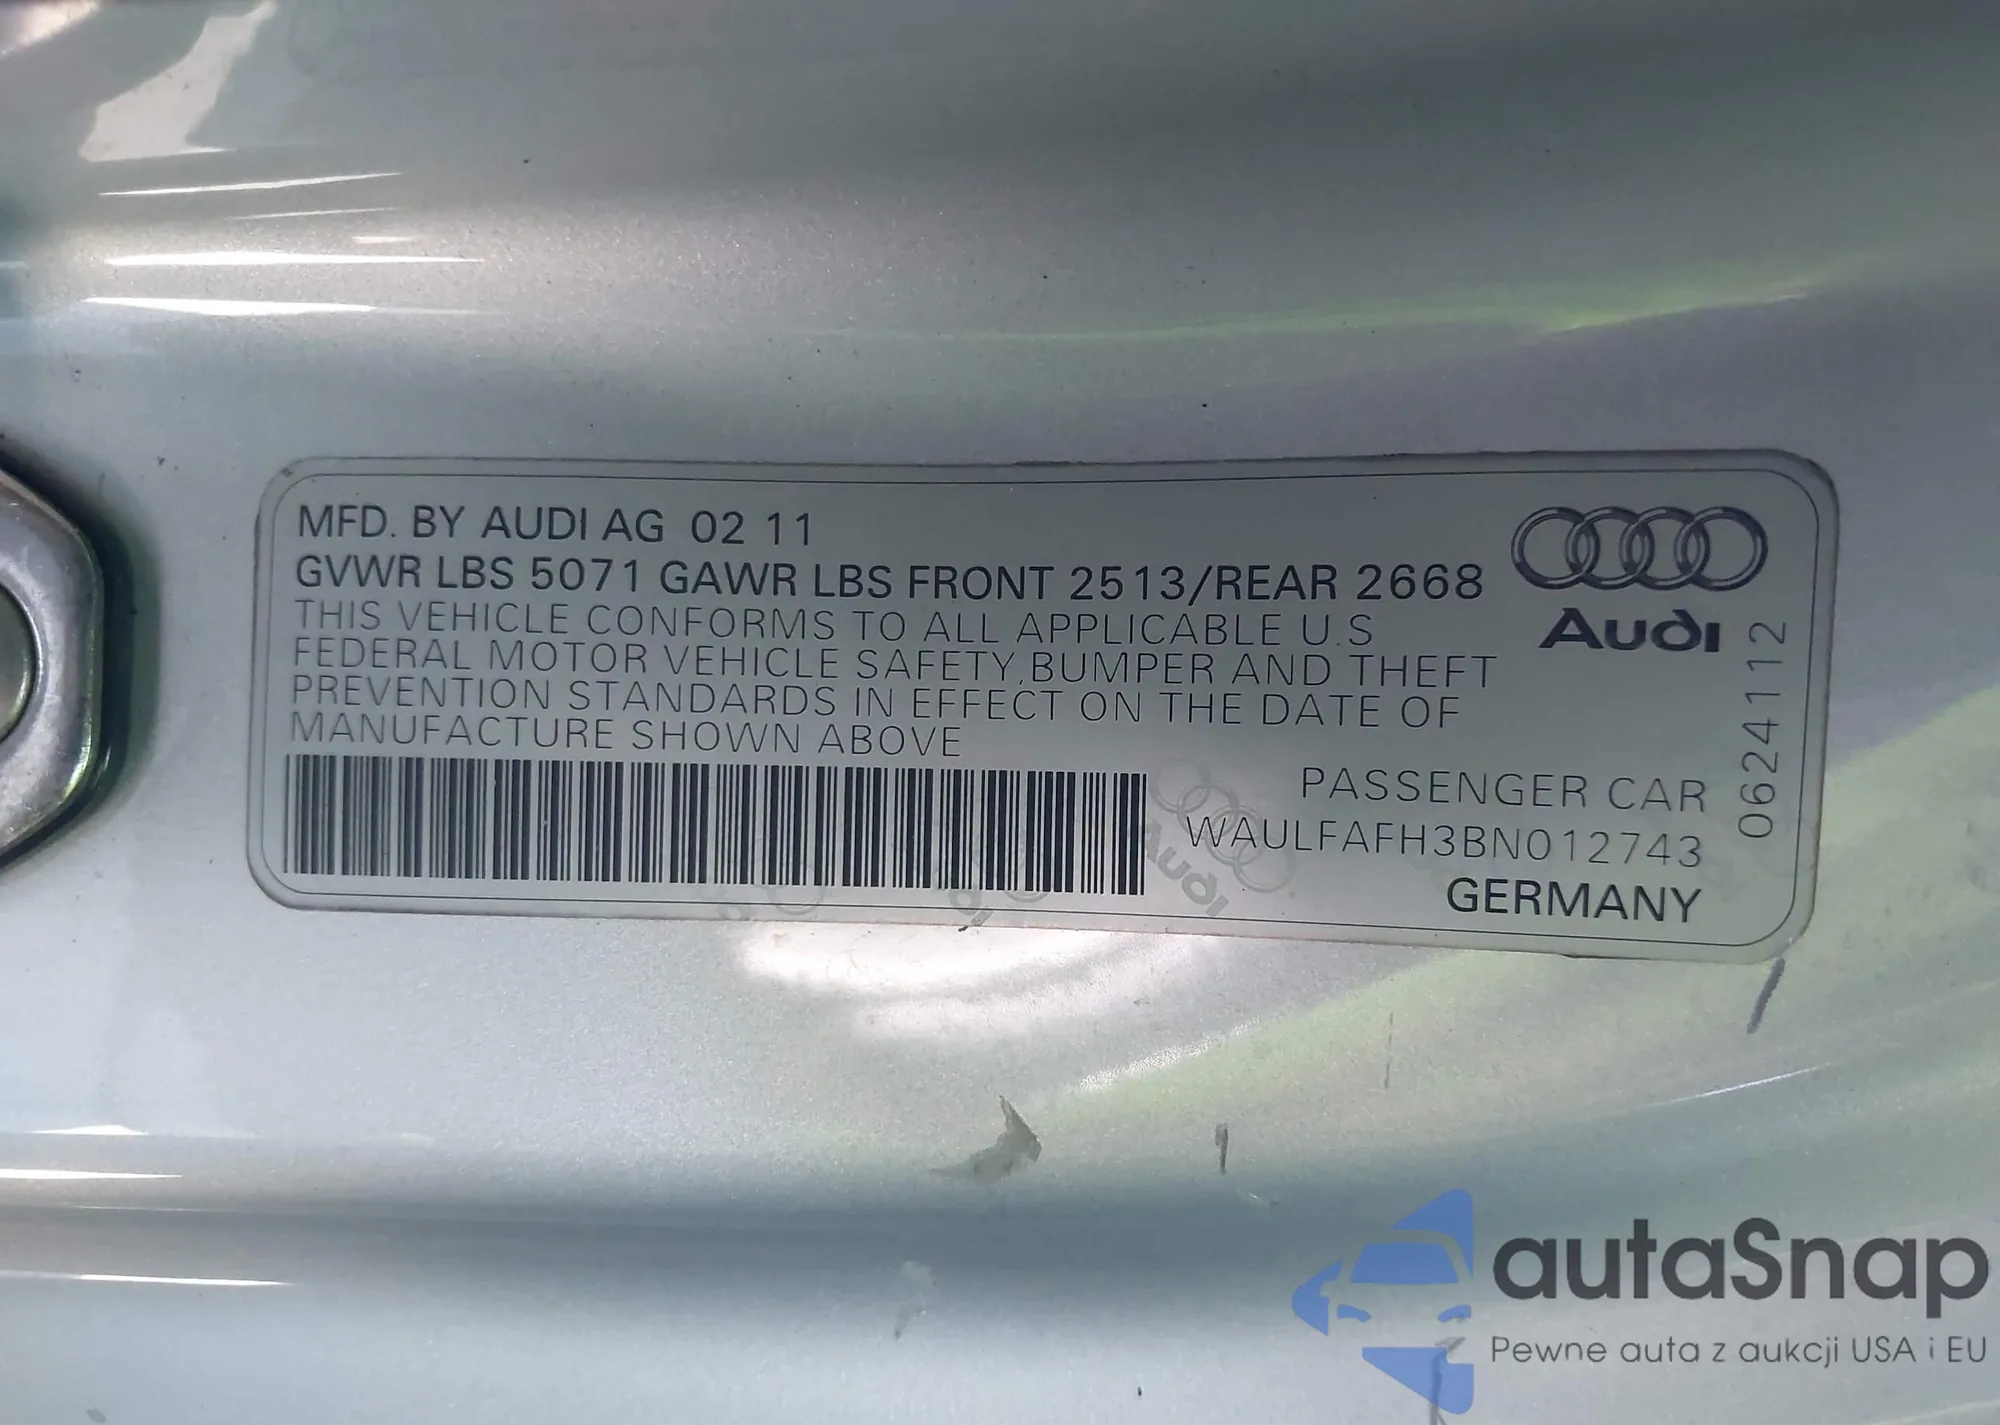 MFD. BY AUDI AG 02 11
GVWR LBS 5071 GAWR LBS FRONT 2513/REAR 2668
THIS VEHICLE CONFORMS TO ALL APPLICABLE U.S
FEDERAL MOTOR VEHICLE SAFETY,BUMPER AND THEFT
PREVENTION STANDARDS IN EFFECT ON THE DATE OF
MANUFACTURE SHOWN ABOVE
Audi
0624112
PASSENGER CAR
WAULFAFH3BN012743
GERMANY
Audi
autaSnap
Pewne auta z aukcji USA i EU